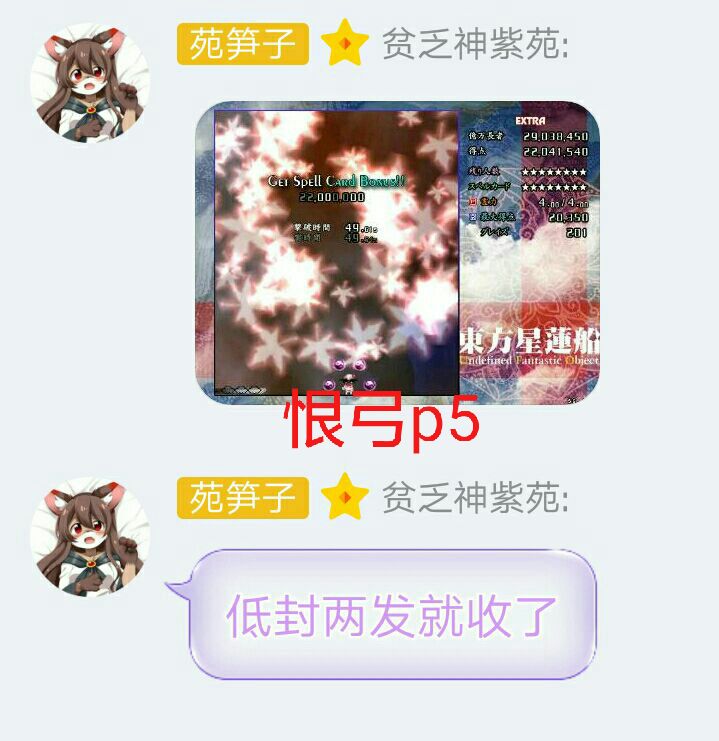 苑笋子 贫乏神紫苑:
EXTRA
億万長者 29,038,450
得点 22,041,540
残り人数 ★★★★★★★★
スペルカード ★★★★★★★★
霊力 4.00/4.00
最大得点 20,350
グレイズ 201
Get Spell Card Bonus!!
22,000,000
撃破時間 49.61s
実時間
東方星蓮船
Undefined Fantastic Object
恨弓p5
苑笋子 贫乏神紫苑:
低封两发就收了